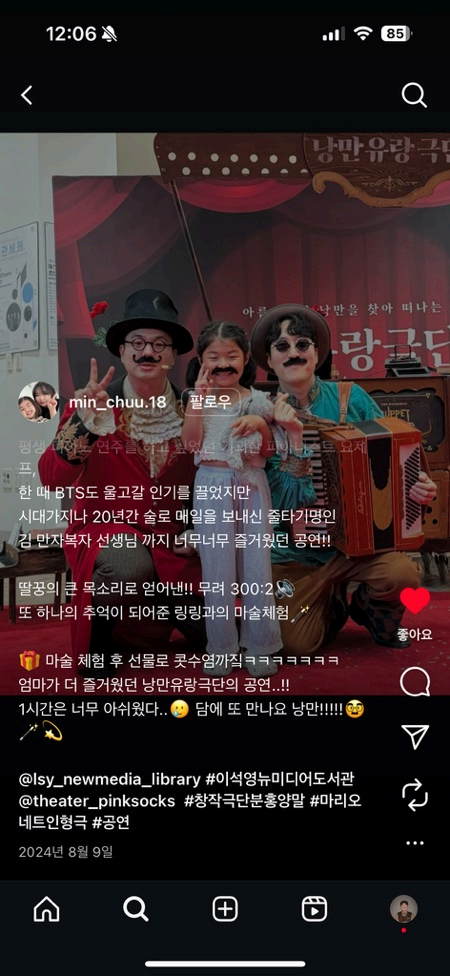 12:06
85
낭만유랑극단
아름 낭만을 찾아 떠나는
랑극단
PUPPET
min_chuu.18
팔로우
평생 연주를 하고 싶었던 피아니스트 요제
프,
한 때 BTS도 울고갈 인기를 끌었지만
시대가지나 20년간 술로 매일을 보내신 줄타기명인
김 만자복자 선생님 까지 너무너무 즐거웠던 공연!!
딸꿍의 큰 목소리로 얻어낸!! 무려 300:2🔊
또 하나의 추억이 되어준 링링과의 마술체험🪄
🎁 마술 체험 후 선물로 콧수염까짘ㅋㅋㅋㅋㅋㅋㅋ
엄마가 더 즐거웠던 낭만유랑극단의 공연..!!
1시간은 너무 아쉬웠다..🥲 담에 또 만나요 낭만!!!!!🥸
🪄💫
좋아요
@lsy_newmedia_library #이석영뉴미디어도서관
@theater_pinksocks #창작극단분홍양말 #마리오
네트인형극 #공연
2024년 8월 9일